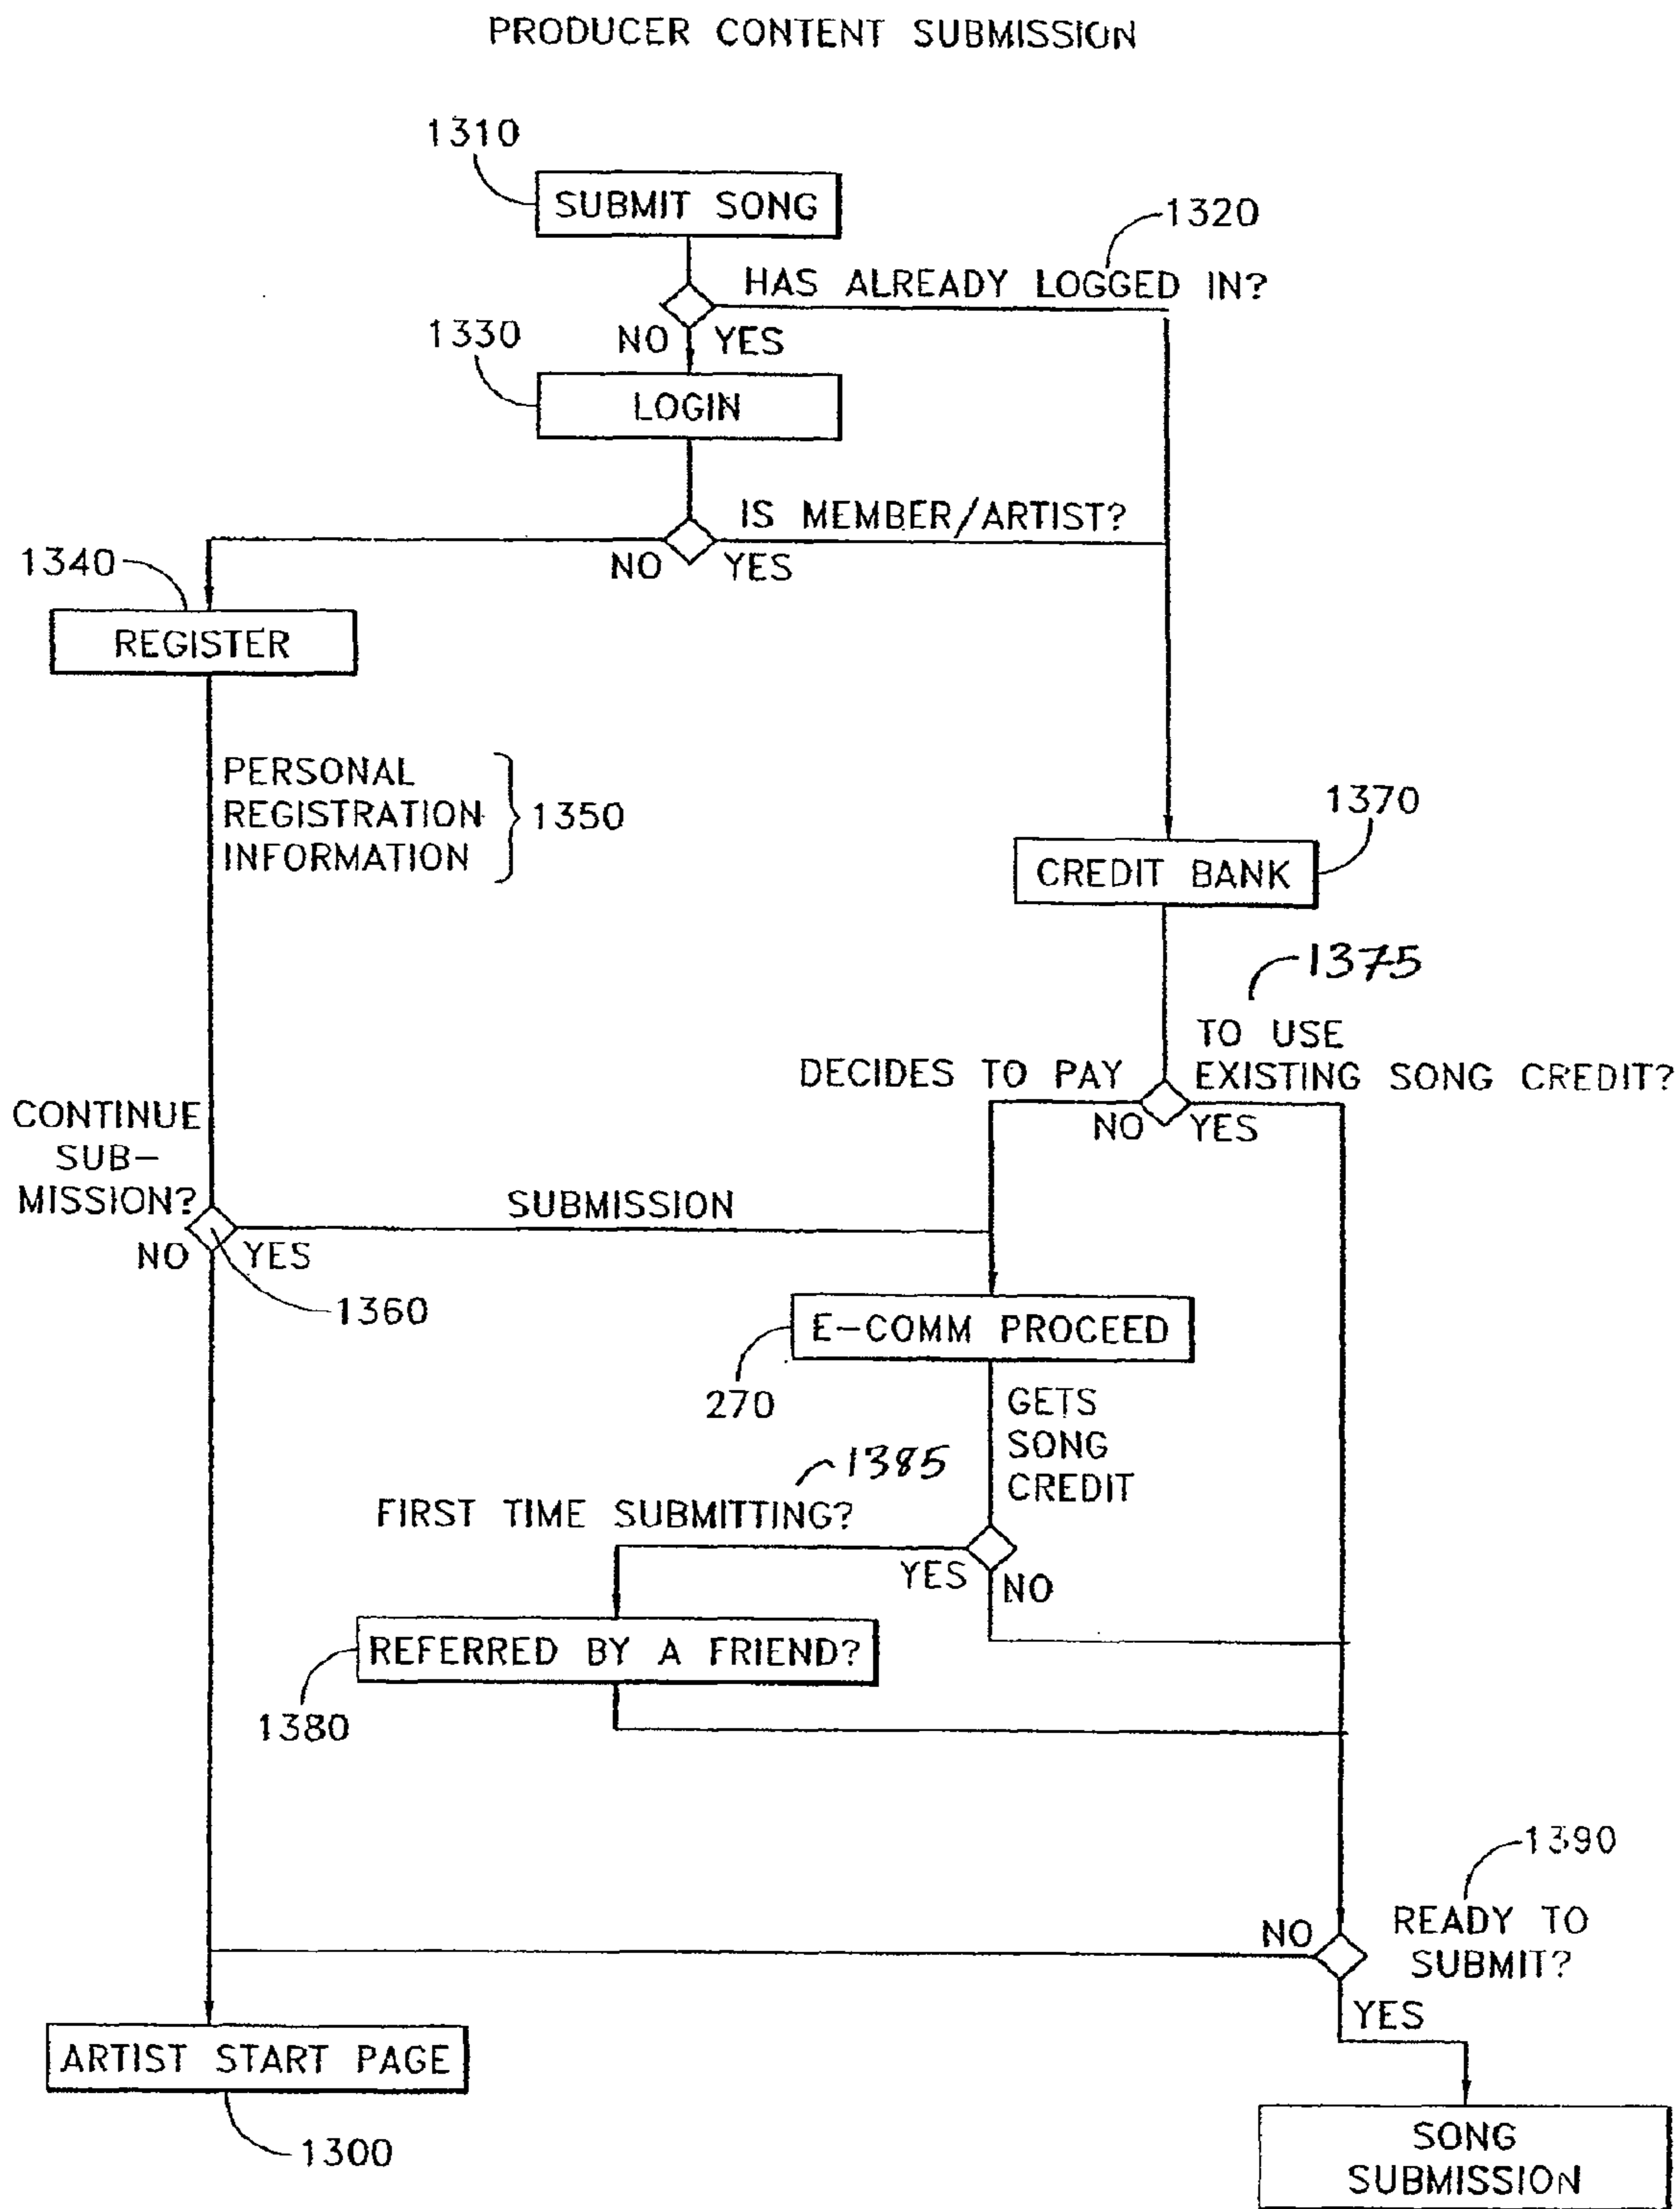 PRODUCER CONTENT SUBMISSION
1310
SUBMIT SONG
1320
HAS ALREADY LOGGED IN?
1330
NO YES
LOGIN
IS MEMBER/ARTIST?
1340
NO YES
REGISTER
PERSONAL
REGISTRATION
INFORMATION
1350
1370
CREDIT BANK
1375
TO USE
DECIDES TO PAY EXISTING SONG CREDIT?
NO YES
CONTINUE
SUB-
MISSION?
SUBMISSION
NO YES
1360
E-COMM PROCEED
270
GETS
SONG
CREDIT
1385
FIRST TIME SUBMITTING?
YES NO
REFERRED BY A FRIEND?
1380
1390
NO
READY TO
SUBMIT?
YES
ARTIST START PAGE
1300
SONG
SUBMISSION